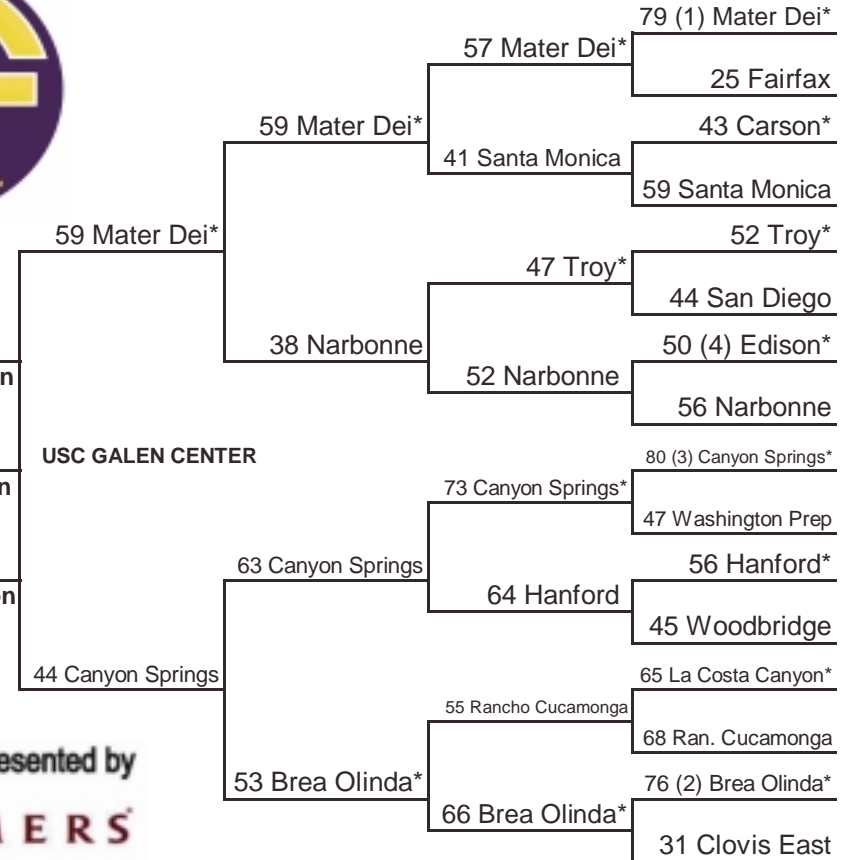 79 (1) Mater Dei*
57 Mater Dei*
25 Fairfax
59 Mater Dei*
43 Carson*
41 Santa Monica
59 Santa Monica
59 Mater Dei*
52 Troy*
47 Troy*
44 San Diego
38 Narbonne
50 (4) Edison*
52 Narbonne
56 Narbonne
USC GALEN CENTER
80 (3) Canyon Springs*
73 Canyon Springs*
47 Washington Prep
63 Canyon Springs
56 Hanford*
64 Hanford
45 Woodbridge
44 Canyon Springs
65 La Costa Canyon*
55 Rancho Cucamonga
68 Ran. Cucamonga
53 Brea Olinda*
76 (2) Brea Olinda*
66 Brea Olinda*
31 Clovis East
by